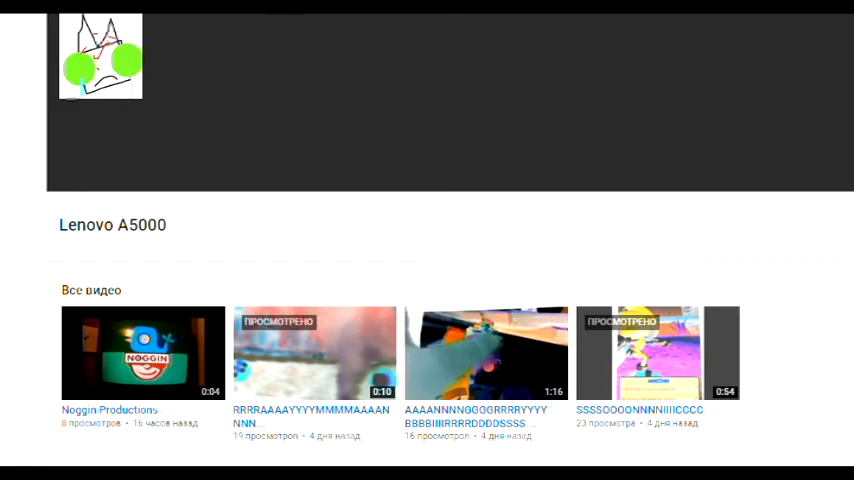 Lenovo A5000
Все видео
ПРОСМОТРЕНО
ПРОСМОТРЕНО
NOGGIN
0:04
0:10
1:16
0:54
Noggin Productions
8 просмотров • 16 часов назад
RRRRAAAAYYYYMMMMAAAAN
NNN...
19 просмотров • 4 дня назад
AAAANNNNGGGGRRRRYYYY
BBBBIIIIRRRRDDDDSSSS...
16 просмотров • 4 дня назад
SSSSOOOONNNNIIIICCCC
23 просмотра • 4 дня назад